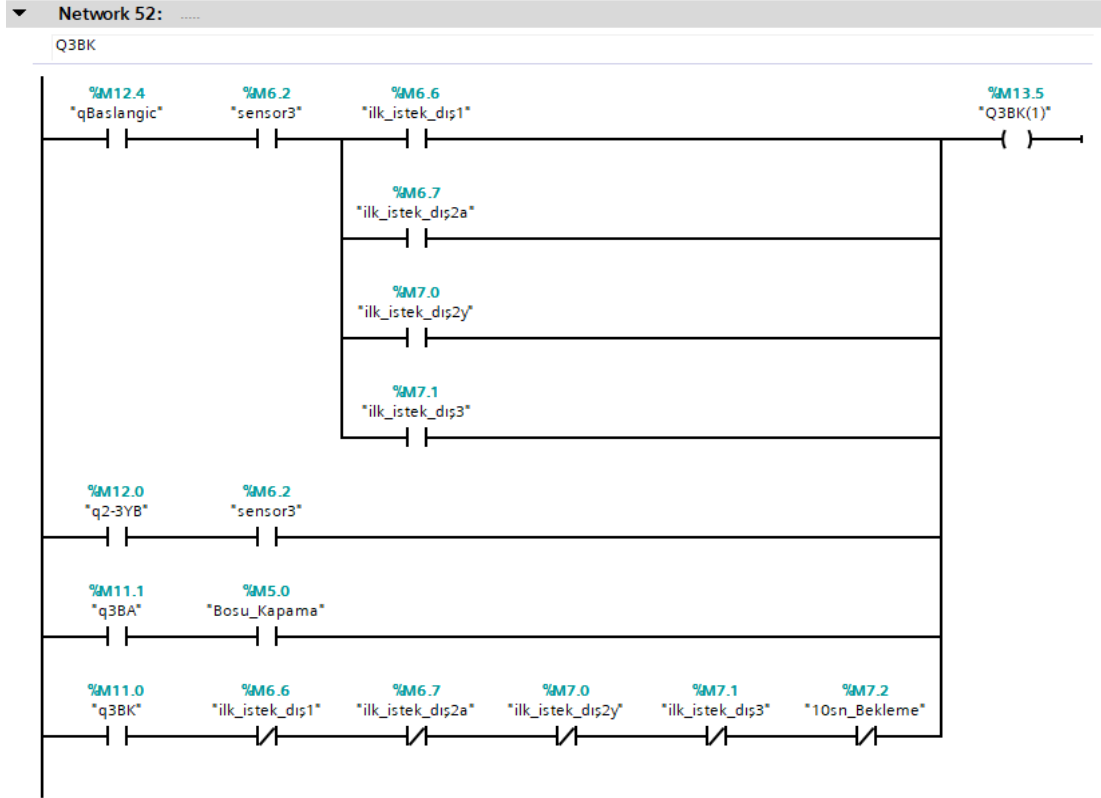 Network 52: .....
Q3BK
%M12.4 %M6.2 %M6.6 %M13.5
"qBaslangic" "sensor3" "ilk_istek_dış1" "Q3BK(1)"
%M6.7
"ilk_istek_dış2a"
%M7.0
"ilk_istek_dış2y"
%M7.1
"ilk_istek_dış3"
%M12.0 %M6.2
"q2-3YB" "sensor3"
%M11.1 %M5.0
"q3BA" "Bosu_Kapama"
%M11.0 %M6.6 %M6.7 %M7.0 %M7.1 %M7.2
"q3BK" "ilk_istek_dış1" "ilk_istek_dış2a" "ilk_istek_dış2y" "ilk_istek_dış3" "10sn_Bekleme"